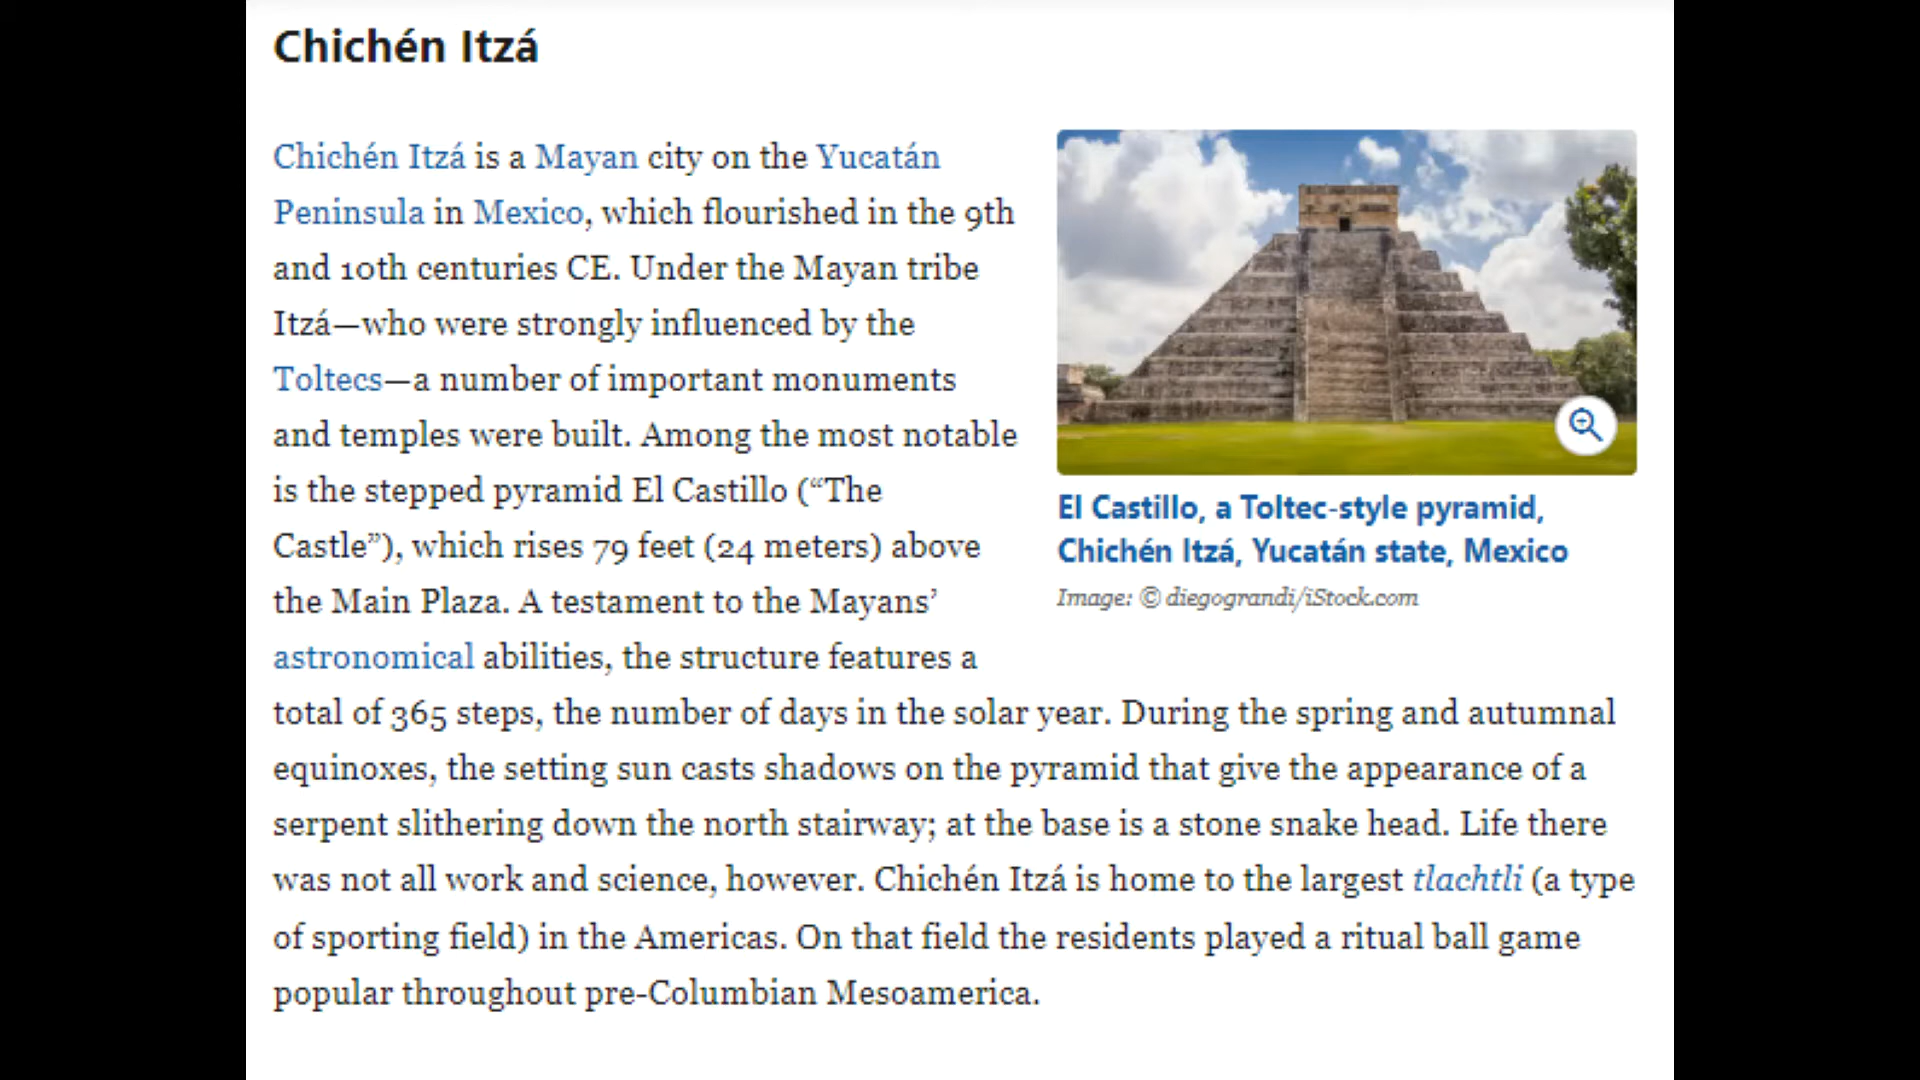 Chichén Itzá
Chichén Itzá is a Mayan city on the Yucatán
Peninsula in Mexico, which flourished in the 9th
and 10th centuries CE. Under the Mayan tribe
Itzá—who were strongly influenced by the
Toltecs—a number of important monuments
and temples were built. Among the most notable
is the stepped pyramid El Castillo (“The
Castle”), which rises 79 feet (24 meters) above
the Main Plaza. A testament to the Mayans’
astronomical abilities, the structure features a
total of 365 steps, the number of days in the solar year. During the spring and autumnal
equinoxes, the setting sun casts shadows on the pyramid that give the appearance of a
serpent slithering down the north stairway; at the base is a stone snake head. Life there
was not all work and science, however. Chichén Itzá is home to the largest tlachtli (a type
of sporting field) in the Americas. On that field the residents played a ritual ball game
popular throughout pre-Columbian Mesoamerica.
El Castillo, a Toltec-style pyramid,
Chichén Itzá, Yucatán state, Mexico
Image: © diegograndi/iStock.com